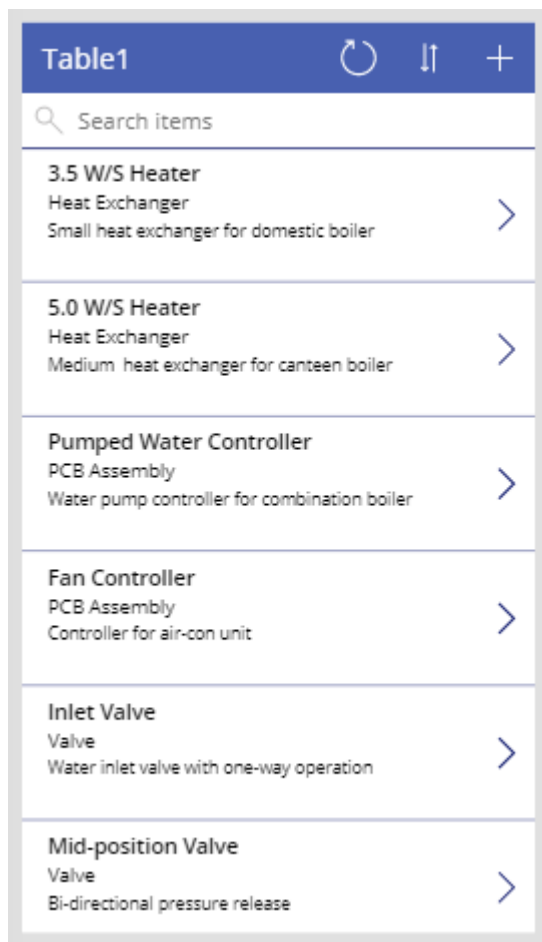 Table1
Search items
3.5 W/S Heater
Heat Exchanger
Small heat exchanger for domestic boiler
5.0 W/S Heater
Heat Exchanger
Medium heat exchanger for canteen boiler
Pumped Water Controller
PCB Assembly
Water pump controller for combination boiler
Fan Controller
PCB Assembly
Controller for air-con unit
Inlet Valve
Valve
Water inlet valve with one-way operation
Mid-position Valve
Valve
Bi-directional pressure release